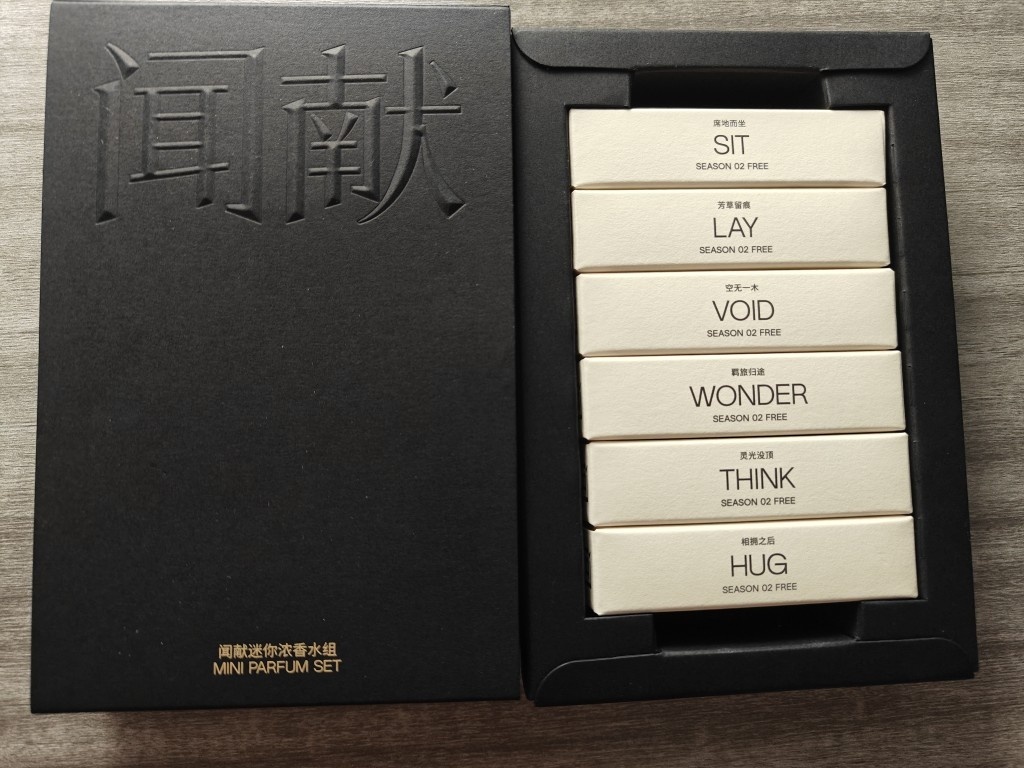 闻献
闻献迷你浓香水组
MINI PARFUM SET
席地而坐
SIT
SEASON 02 FREE
芳草留痕
LAY
SEASON 02 FREE
空无一木
VOID
SEASON 02 FREE
羁旅归途
WONDER
SEASON 02 FREE
灵光没顶
THINK
SEASON 02 FREE
相拥之后
HUG
SEASON 02 FREE